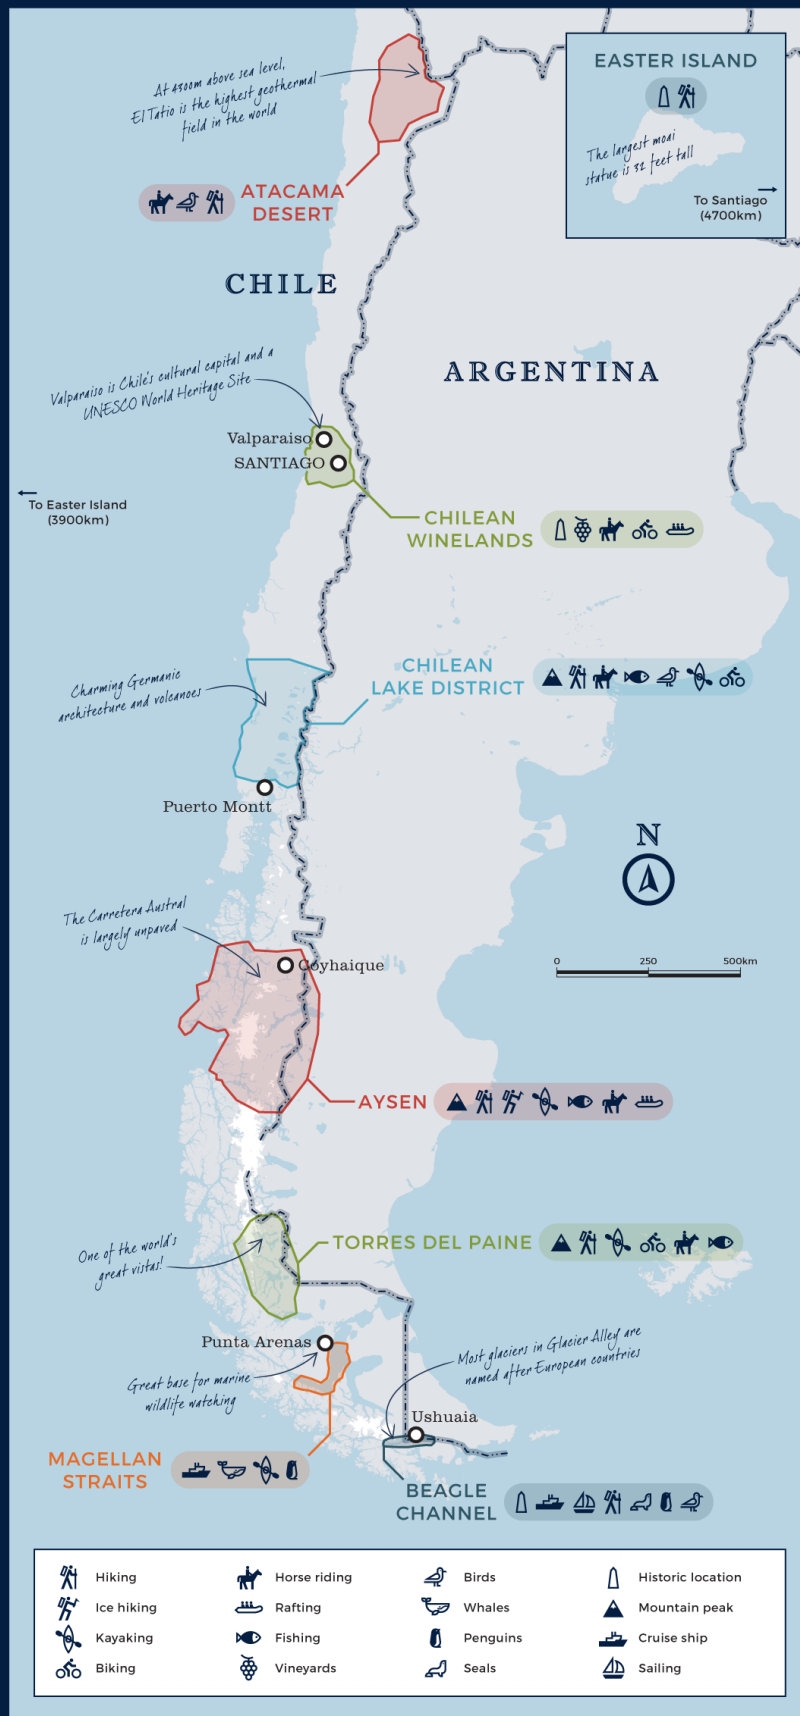 At 4300m above sea level,
El Tatio is the highest geothermal
field in the world
EASTER ISLAND
The largest moai
statue is 32 feet tall
To Santiago
(4700km)
ATACAMA
DESERT
CHILE
ARGENTINA
Valparaiso is Chile's cultural capital and a
UNESCO World Heritage Site
Valparaiso
SANTIAGO
To Easter Island
(3900km)
CHILEAN
WINELANDS
CHILEAN
LAKE DISTRICT
Charming Germanic
architecture and volcanoes
Puerto Montt
N
The Carretera Austral
is largely unpaved
Coyhaique
0 250 500km
AYSEN
One of the world's
great vistas!
TORRES DEL PAINE
Punta Arenas
Great base for marine
wildlife watching
Most glaciers in Glacier Alley are
named after European countries
Ushuaia
MAGELLAN
STRAITS
BEAGLE
CHANNEL
Hiking
Horse riding
Birds
Historic location
Ice hiking
Rafting
Whales
Mountain peak
Kayaking
Fishing
Penguins
Cruise ship
Biking
Vineyards
Seals
Sailing